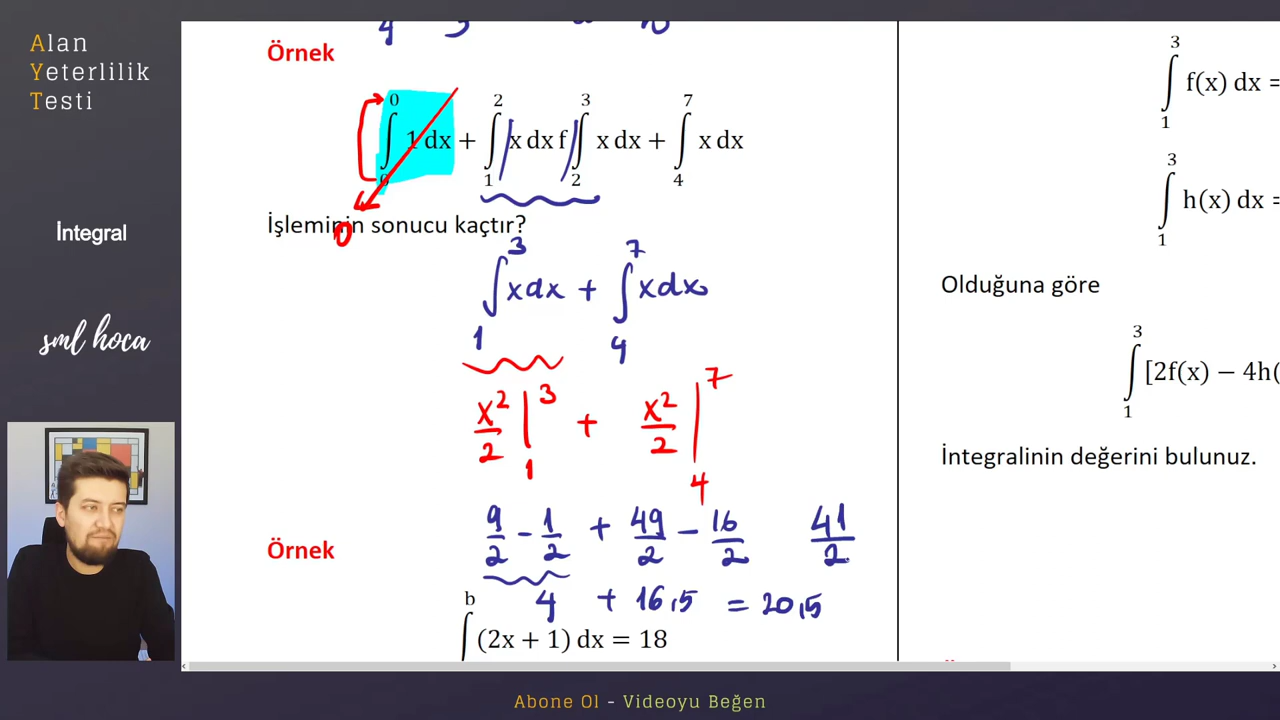 Alan
Yeterlilik
Testi
İntegral
sml hoca
Örnek
∫₀⁰ 1 dx + ∫₁² x dx f ∫₂³ x dx + ∫₄⁷ x dx
0
İşleminin sonucu kaçtır?
∫₁³ xdx + ∫₄⁷ xdx
x²/2 |₁³ + x²/2 |₄⁷
9/2 - 1/2 + 49/2 - 16/2 41/2
4 + 16,5 = 20,5
Örnek
b
∫ (2x + 1) dx = 18
∫₁³ f(x) dx =
∫₁³ h(x) dx =
Olduğuna göre
∫₁³ [2f(x) − 4h(
İntegralinin değerini bulunuz.
Abone Ol - Videoyu Beğen